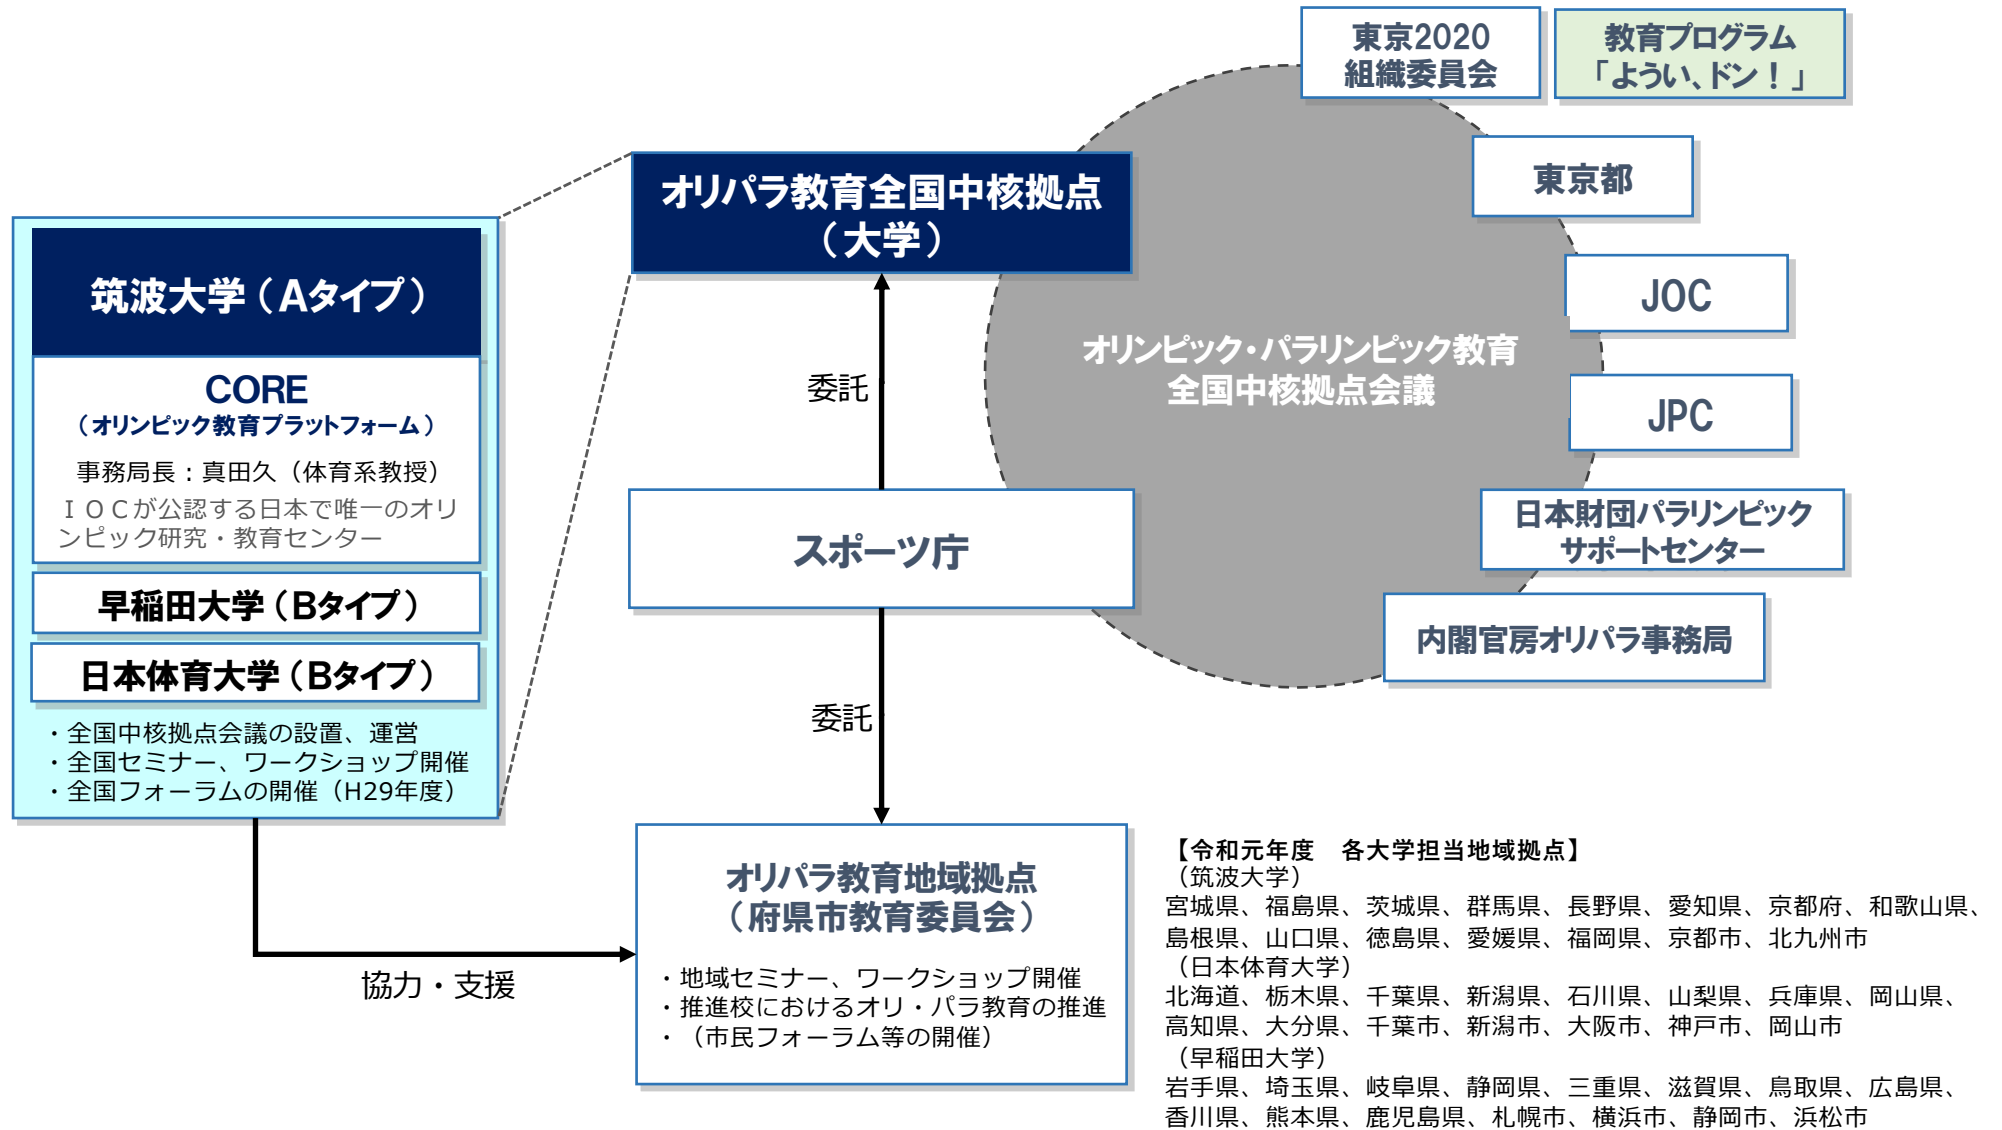 東京2020
組織委員会
教育プログラム
「ようい、ドン！」
東京都
JOC
JPC
日本財団パラリンピック
サポートセンター
内閣官房オリパラ事務局
オリンピック・パラリンピック教育
全国中核拠点会議
オリパラ教育全国中核拠点
（大学）
委託
スポーツ庁
委託
筑波大学（Aタイプ）
CORE
（オリンピック教育プラットフォーム）
事務局長：真田久（体育系教授）
ＩＯＣが公認する日本で唯一のオリ
ンピック研究・教育センター
早稲田大学（Bタイプ）
日本体育大学（Bタイプ）
・全国中核拠点会議の設置、運営
・全国セミナー、ワークショップ開催
・全国フォーラムの開催（H29年度）
協力・支援
オリパラ教育地域拠点
（府県市教育委員会）
・地域セミナー、ワークショップ開催
・推進校におけるオリ・パラ教育の推進
・（市民フォーラム等の開催）
【令和元年度　各大学担当地域拠点】
（筑波大学）
宮城県、福島県、茨城県、群馬県、長野県、愛知県、京都府、和歌山県、
島根県、山口県、徳島県、愛媛県、福岡県、京都市、北九州市
（日本体育大学）
北海道、栃木県、千葉県、新潟県、石川県、山梨県、兵庫県、岡山県、
高知県、大分県、千葉市、新潟市、大阪市、神戸市、岡山市
（早稲田大学）
岩手県、埼玉県、岐阜県、静岡県、三重県、滋賀県、鳥取県、広島県、
香川県、熊本県、鹿児島県、札幌市、横浜市、静岡市、浜松市